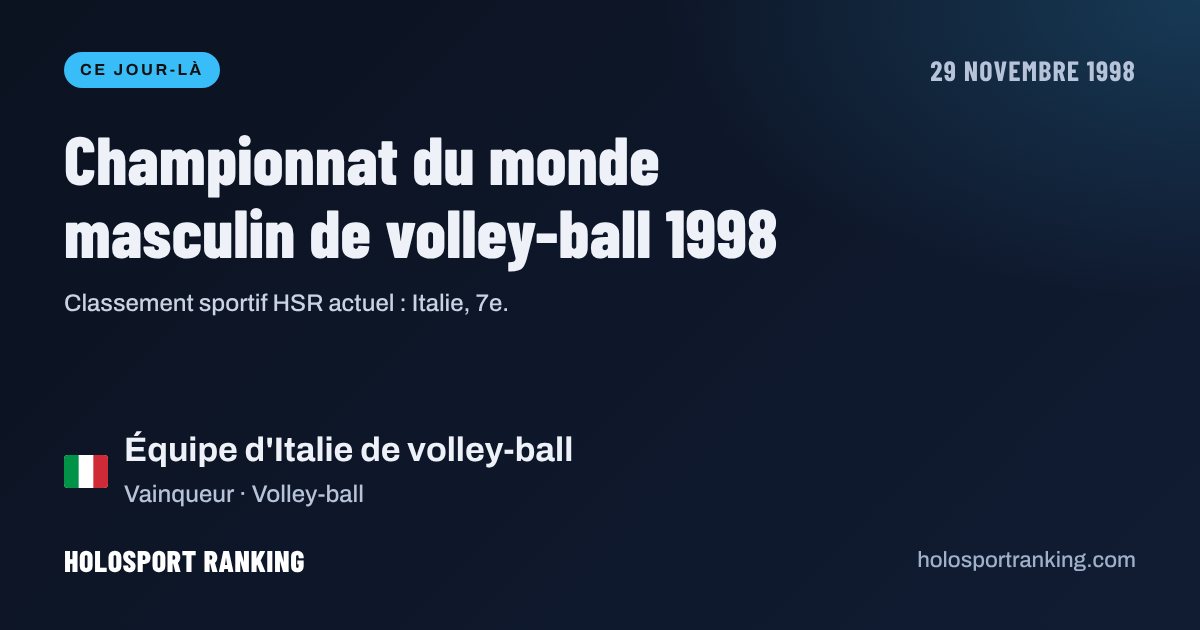 CE JOUR-LÀ
29 NOVEMBRE 1998
Championnat du monde
masculin de volley-ball 1998
Classement sportif HSR actuel : Italie, 7e.
Équipe d'Italie de volley-ball
Vainqueur · Volley-ball
HOLOSPORT RANKING
holosportranking.com